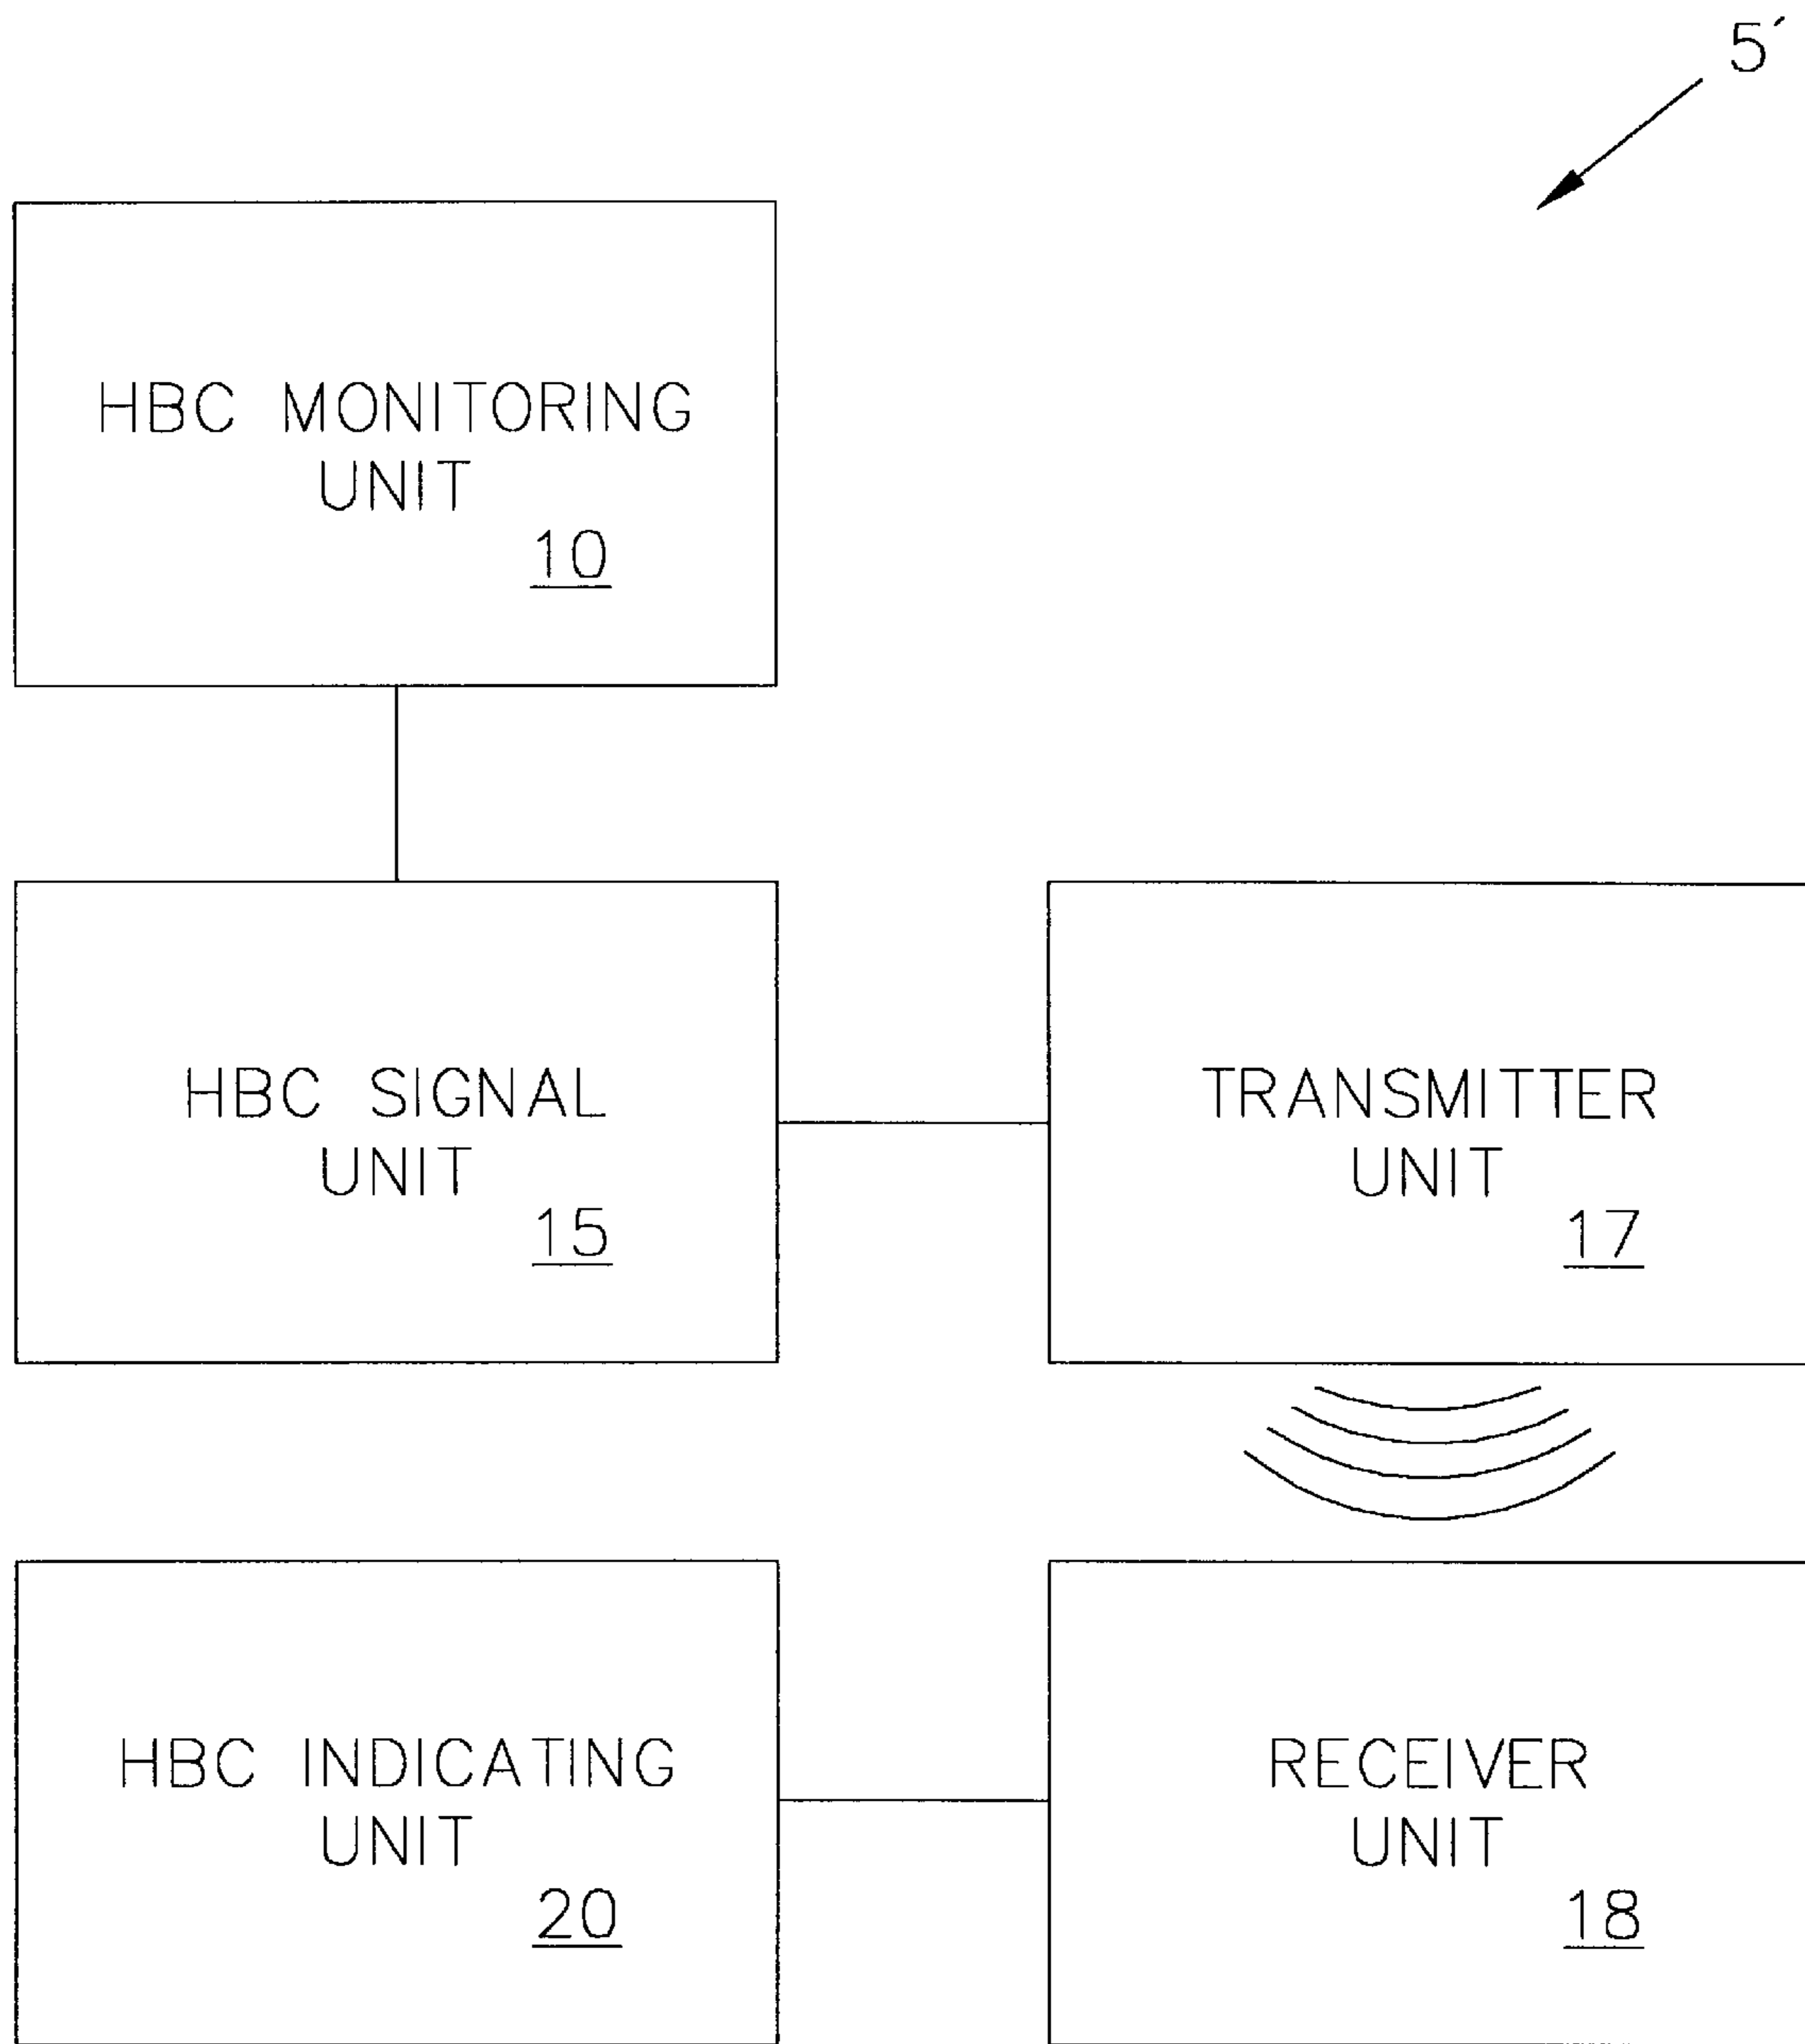 5´
HBC MONITORING
UNIT
10
HBC SIGNAL
UNIT
15
TRANSMITTER
UNIT
17
HBC INDICATING
UNIT
20
RECEIVER
UNIT
18